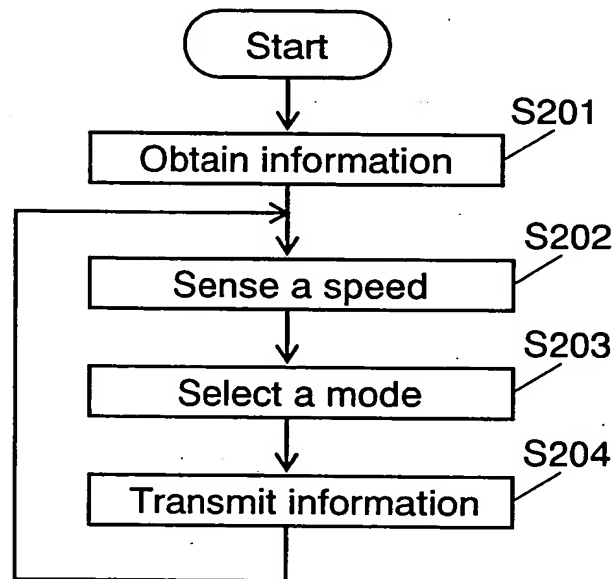 Start
S201
Obtain information
S202
Sense a speed
S203
Select a mode
S204
Transmit information